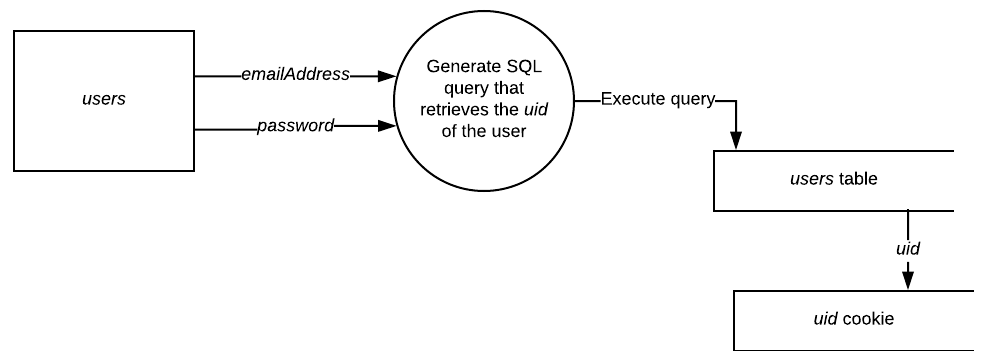 users
emailAddress
password
Generate SQL
query that
retrieves the uid
of the user
Execute query
users table
uid
uid cookie